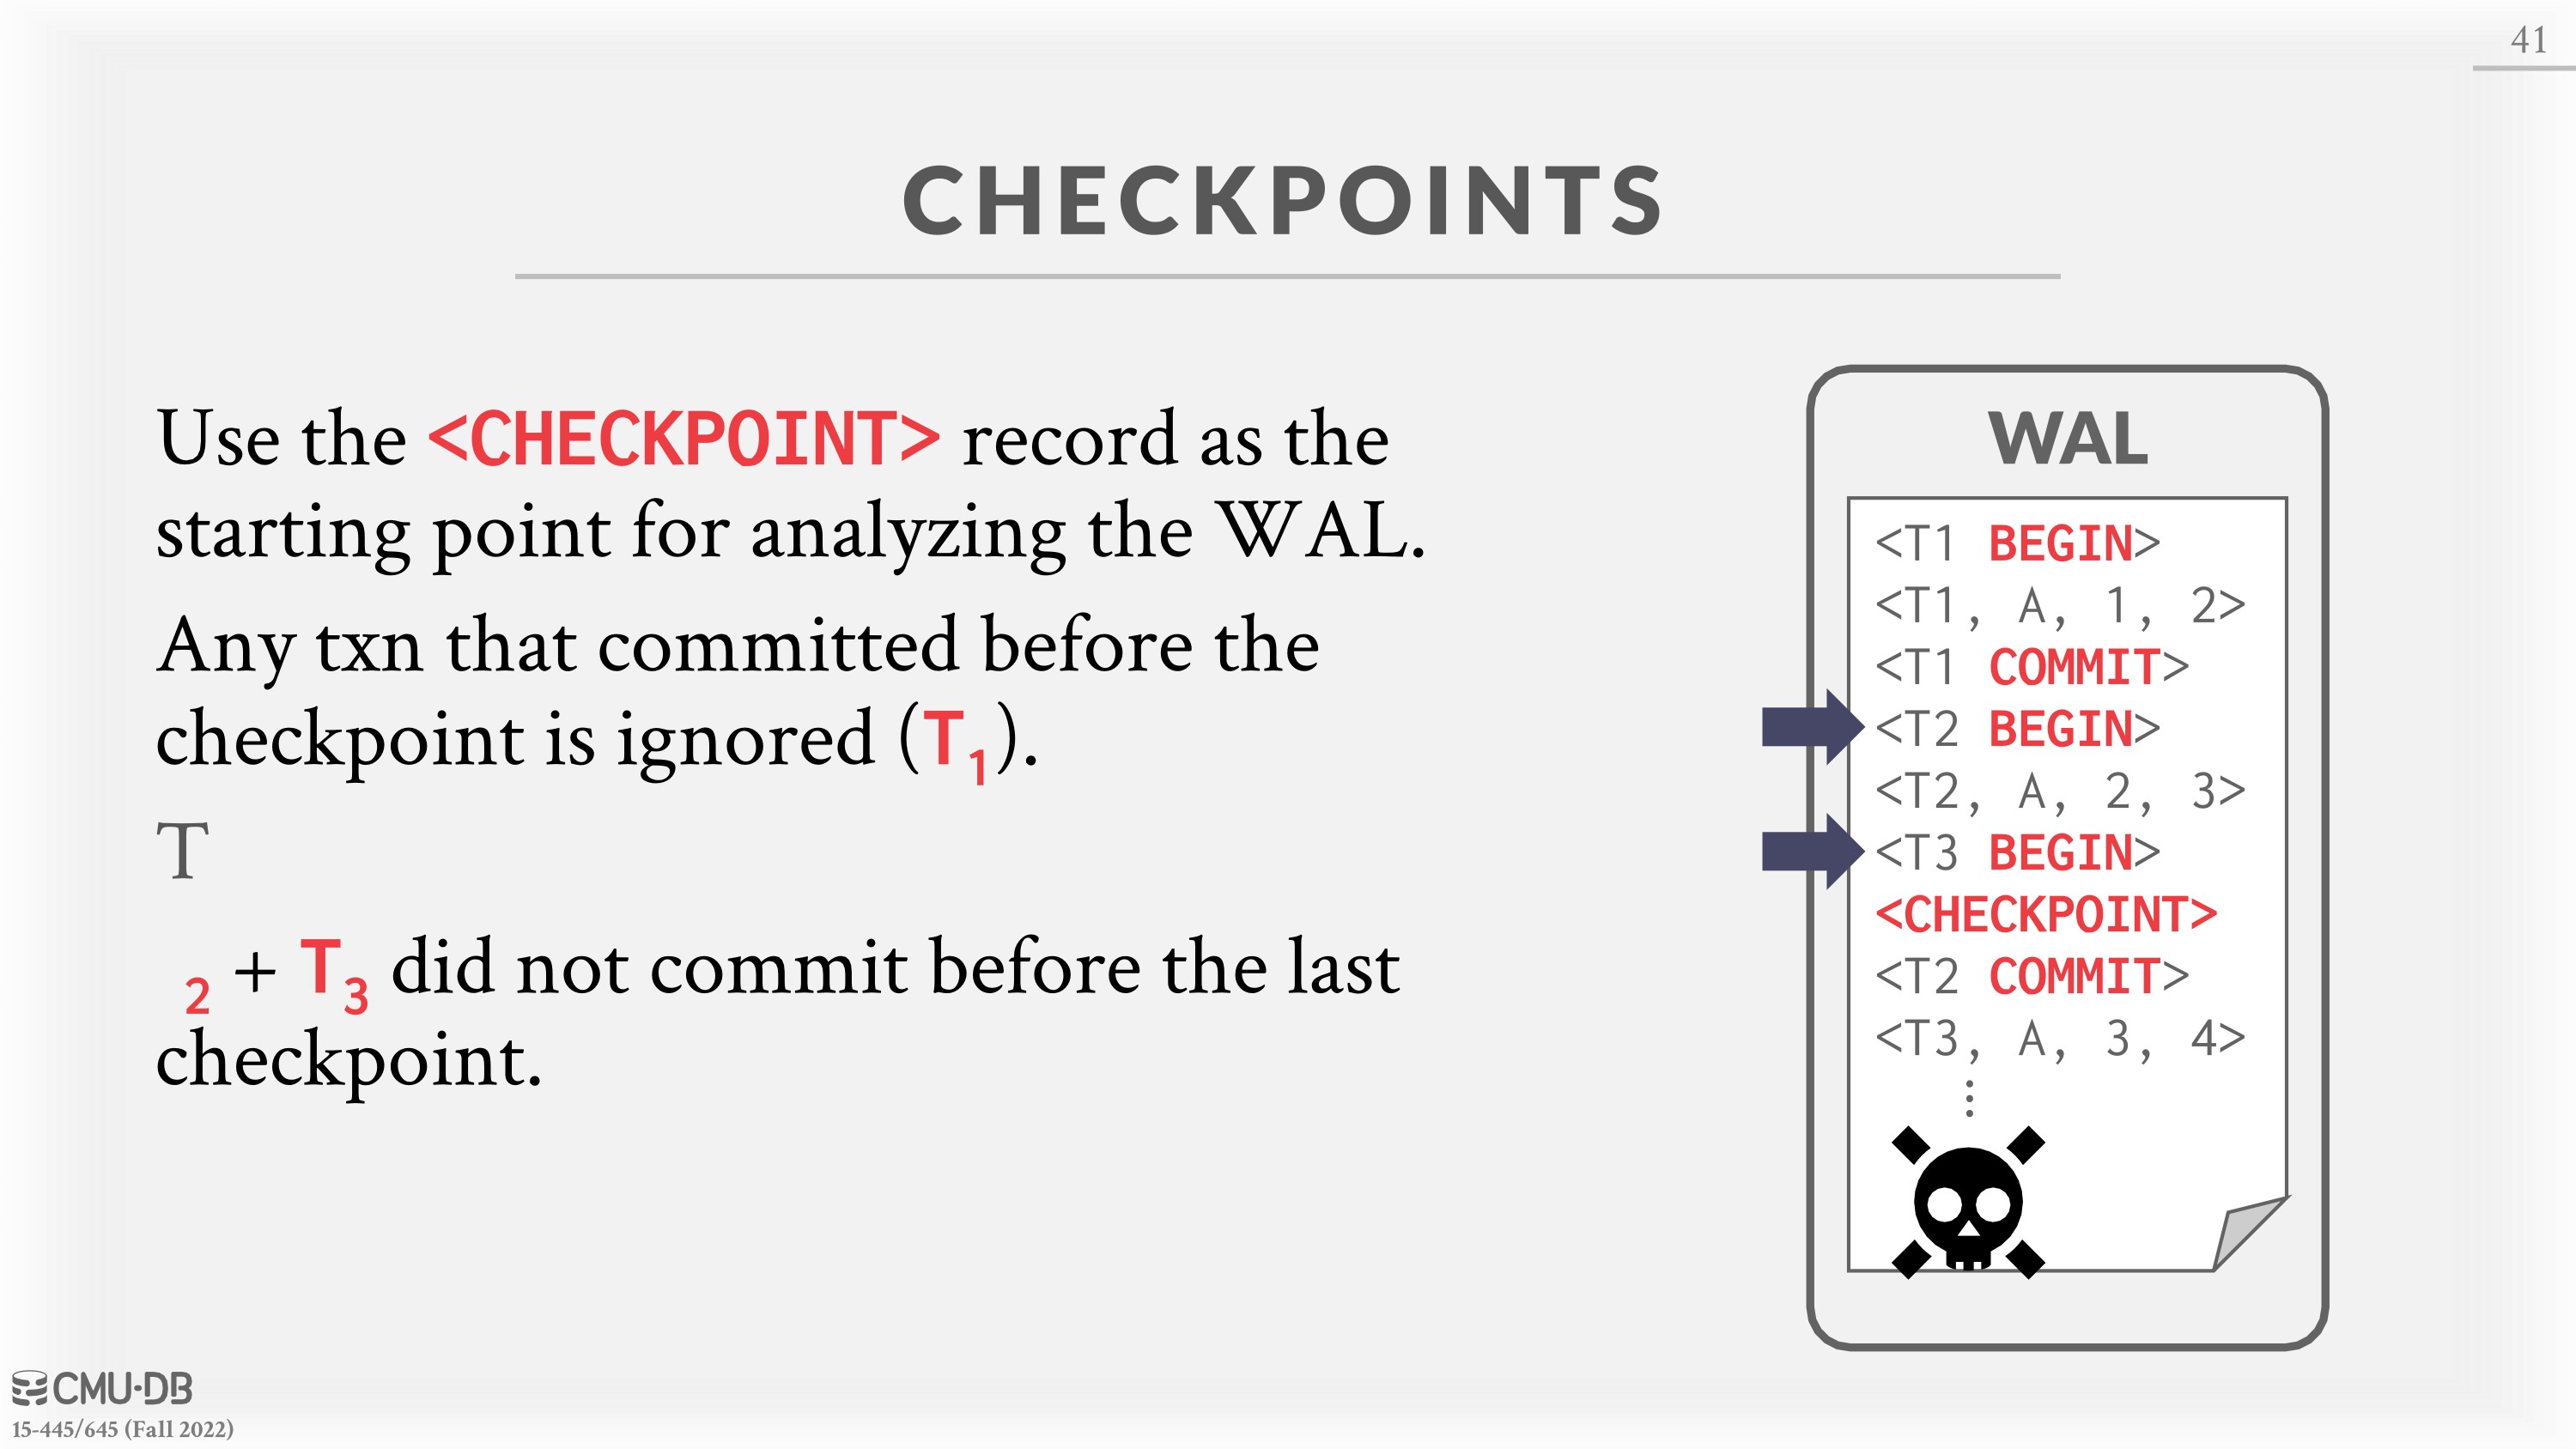 41
CHECKPOINTS
Use the <CHECKPOINT> record as the
starting point for analyzing the WAL.
Any txn that committed before the
checkpoint is ignored (T₁).
T
₂ + T₃ did not commit before the last
checkpoint.
WAL
<T1 BEGIN>
<T1, A, 1, 2>
<T1 COMMIT>
<T2 BEGIN>
<T2, A, 2, 3>
<T3 BEGIN>
<CHECKPOINT>
<T2 COMMIT>
<T3, A, 3, 4>
⋮
CMU·DB
15-445/645 (Fall 2022)